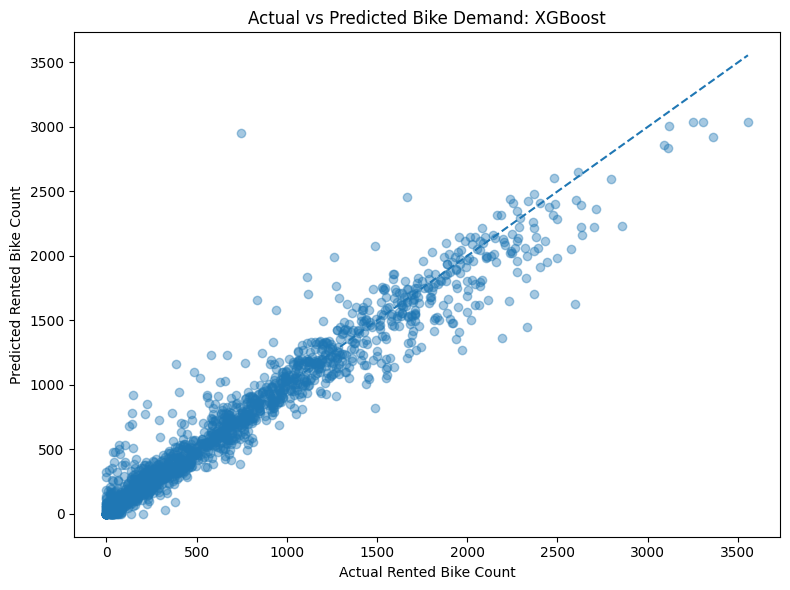 Actual vs Predicted Bike Demand: XGBoost
Predicted Rented Bike Count
3500
3000
2500
2000
1500
1000
500
0
0 500 1000 1500 2000 2500 3000 3500
Actual Rented Bike Count